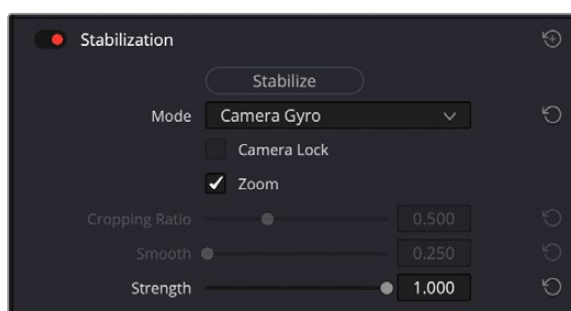 Stabilization
Stabilize
Mode Camera Gyro
Camera Lock
Zoom
Cropping Ratio 0.500
Smooth 0.250
Strength 1.000